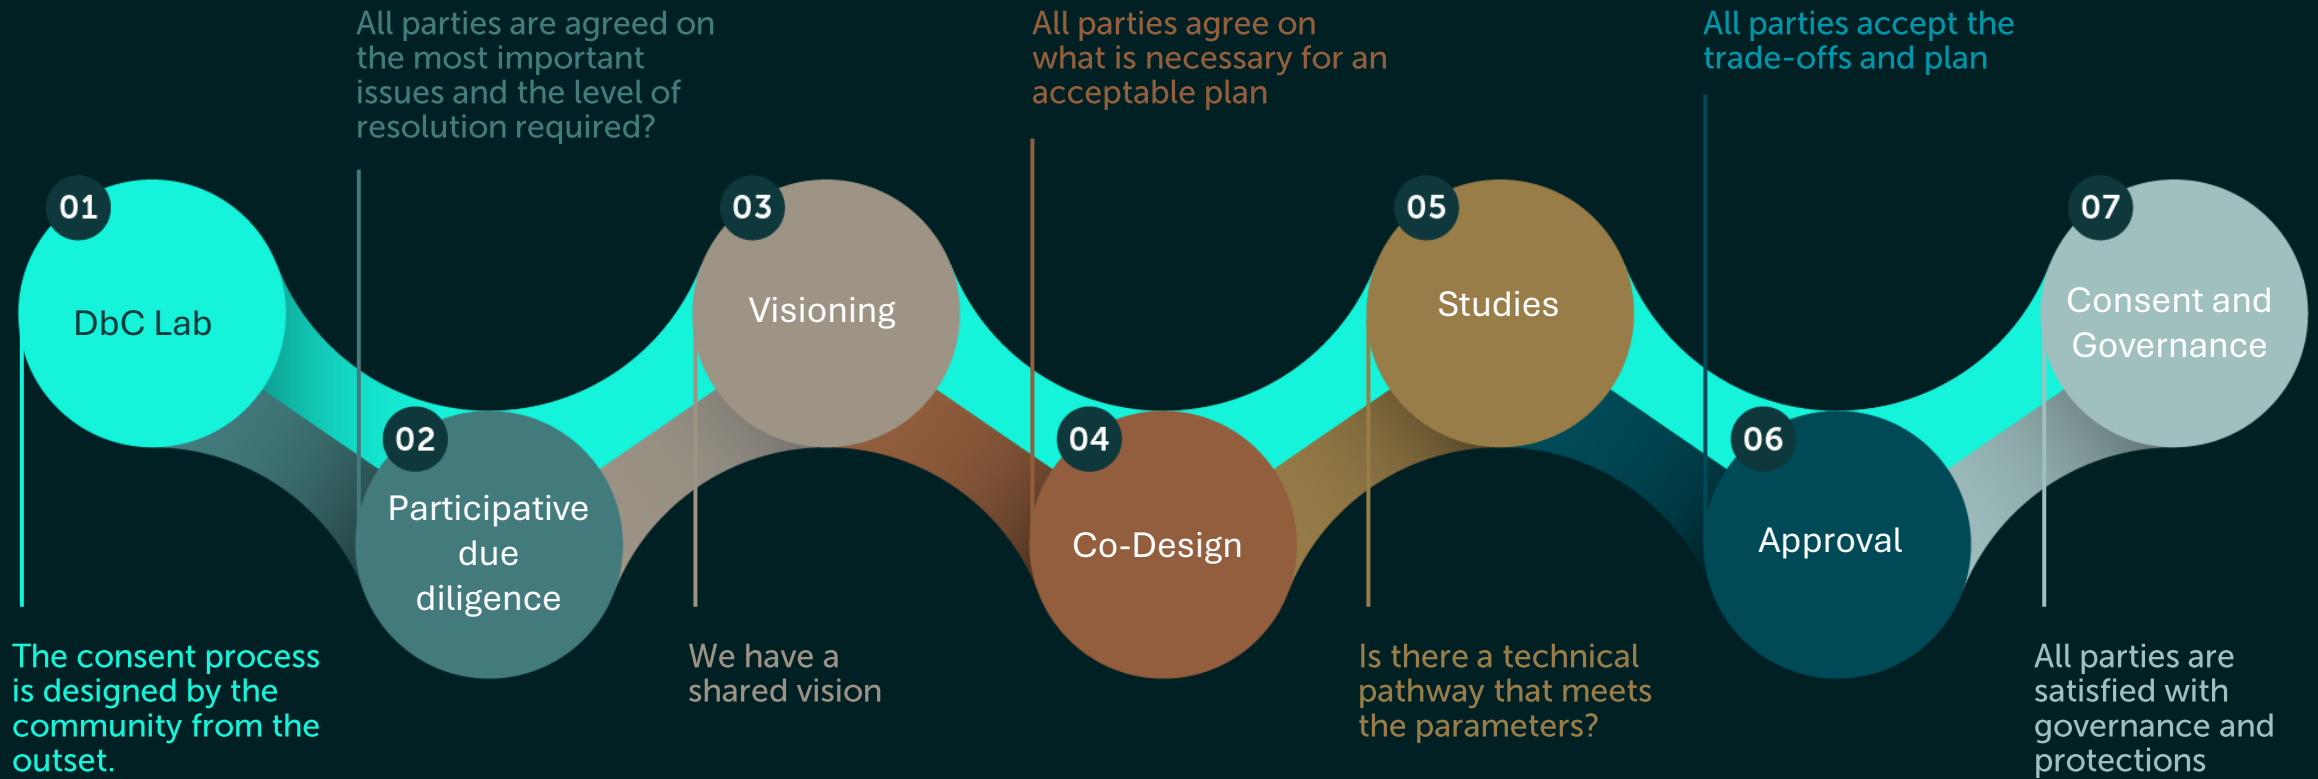 All parties are agreed on
the most important
issues and the level of
resolution required?
All parties agree on
what is necessary for an
acceptable plan
All parties accept the
trade-offs and plan
01
DbC Lab
02
Participative
due
diligence
03
Visioning
04
Co-Design
05
Studies
06
Approval
07
Consent and
Governance
The consent process
is designed by the
community from the
outset.
We have a
shared vision
Is there a technical
pathway that meets
the parameters?
All parties are
satisfied with
governance and
protections